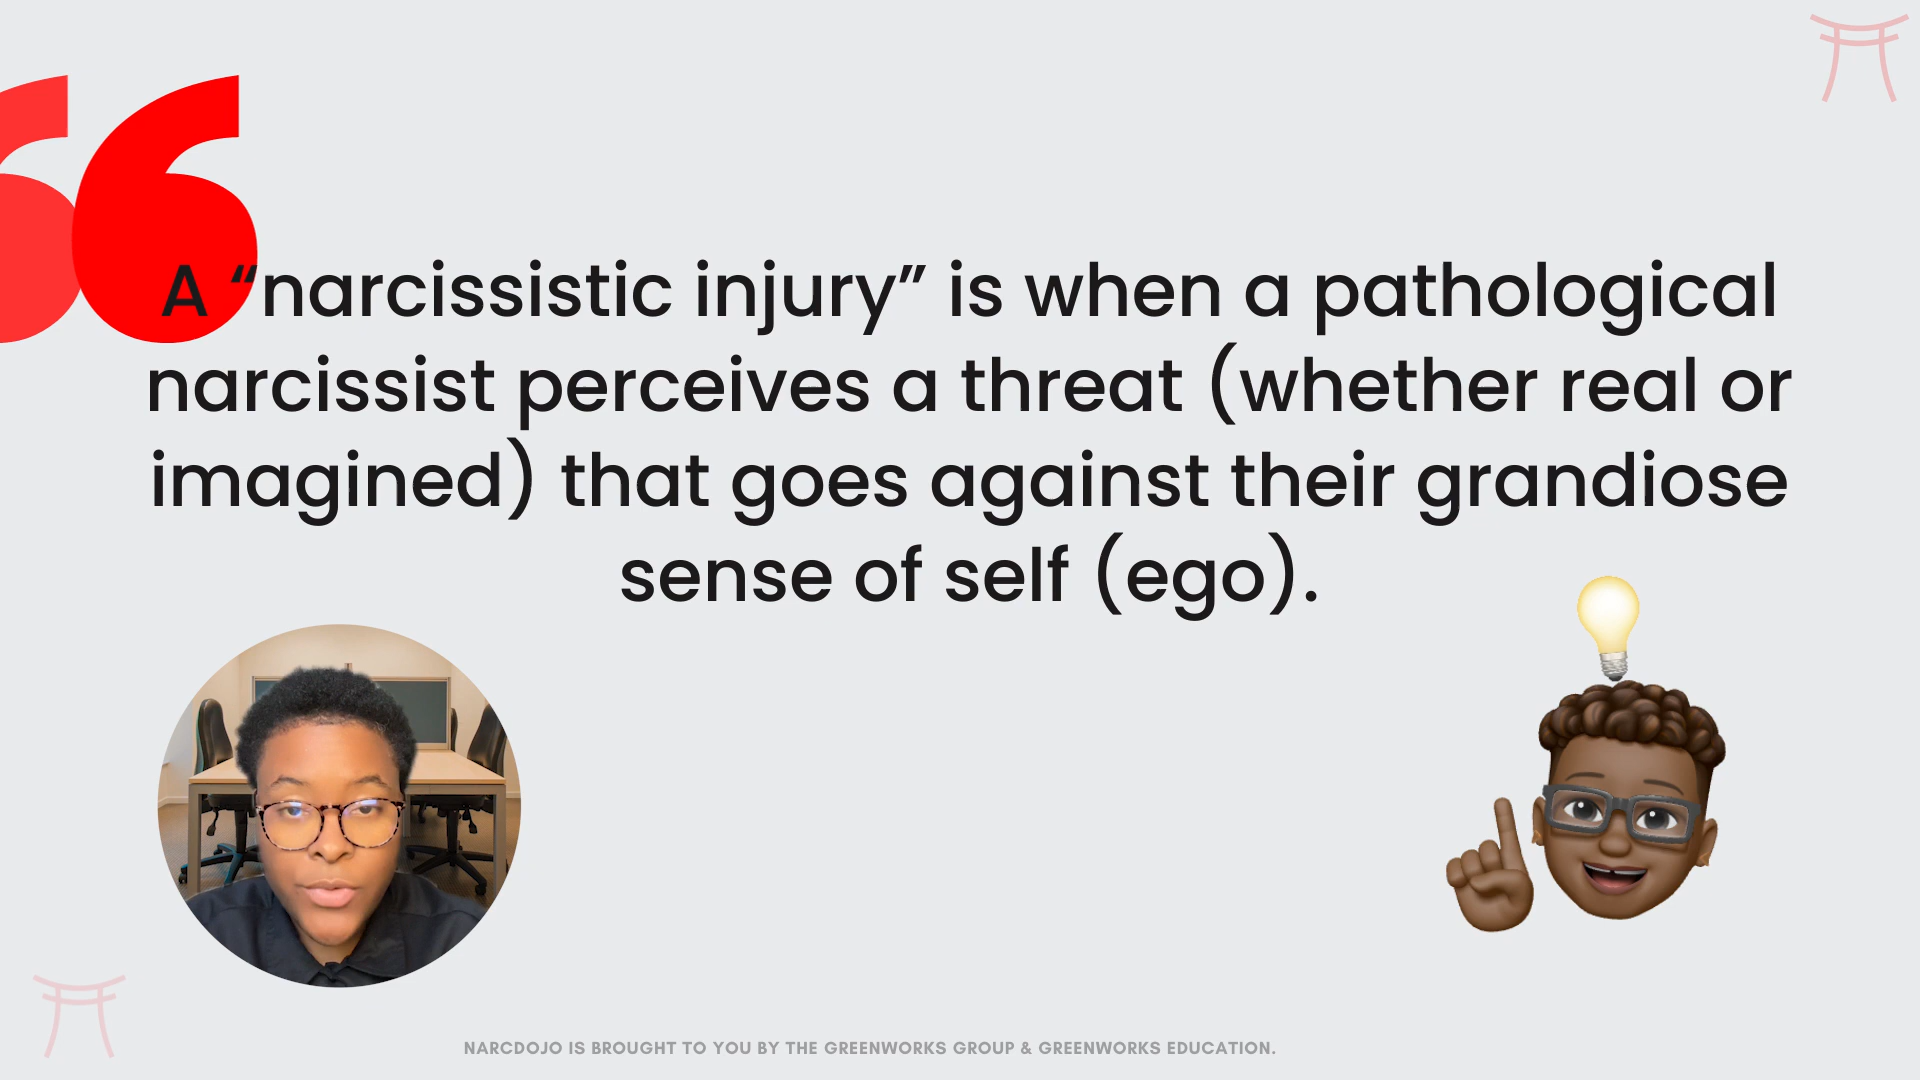 A “narcissistic injury” is when a pathological
narcissist perceives a threat (whether real or
imagined) that goes against their grandiose
sense of self (ego).
NARCDOJO IS BROUGHT TO YOU BY THE GREENWORKS GROUP & GREENWORKS EDUCATION.